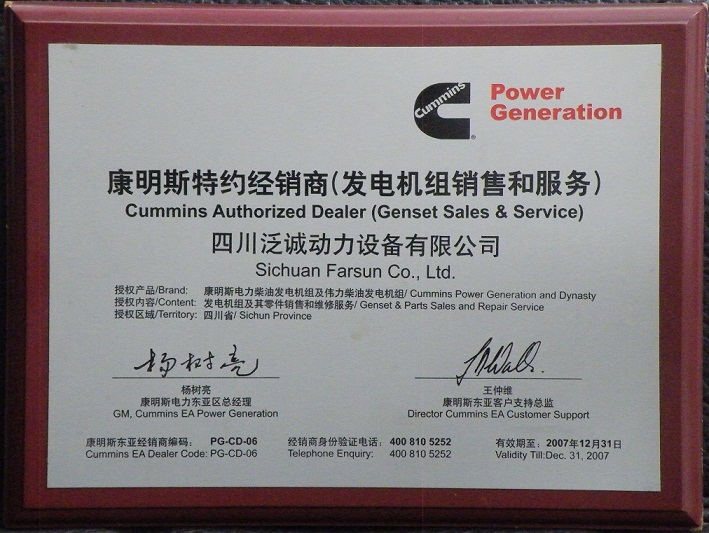 Cummins
Power
Generation
康明斯特约经销商(发电机组销售和服务)
Cummins Authorized Dealer (Genset Sales & Service)
四川泛诚动力设备有限公司
Sichuan Farsun Co., Ltd.
授权产品/Brand: 康明斯电力柴油发电机组及伟力柴油发电机组/ Cummins Power Generation and Dynasty
授权内容/Content: 发电机组及其零件销售和维修服务/ Genset & Parts Sales and Repair Service
授权区域/Territory: 四川省/ Sichun Province
杨树亮
杨树亮 王仲维
康明斯电力东亚区总经理 康明斯东亚客户支持总监
GM, Cummins EA Power Generation Director Cummins EA Customer Support
康明斯东亚经销商编码: PG-CD-06 经销商身份验证电话: 400 810 5252 有效期至: 2007年12月31日
Cummins EA Dealer Code: PG-CD-06 Telephone Enquiry: 400 810 5252 Validity Till:Dec. 31, 2007